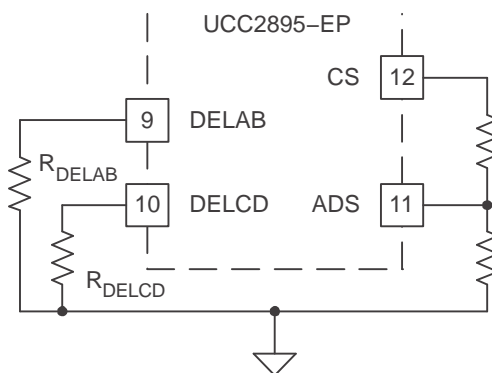 UCC2895–EP
CS 12
9 DELAB
RDELAB
10 DELCD ADS 11
RDELCD